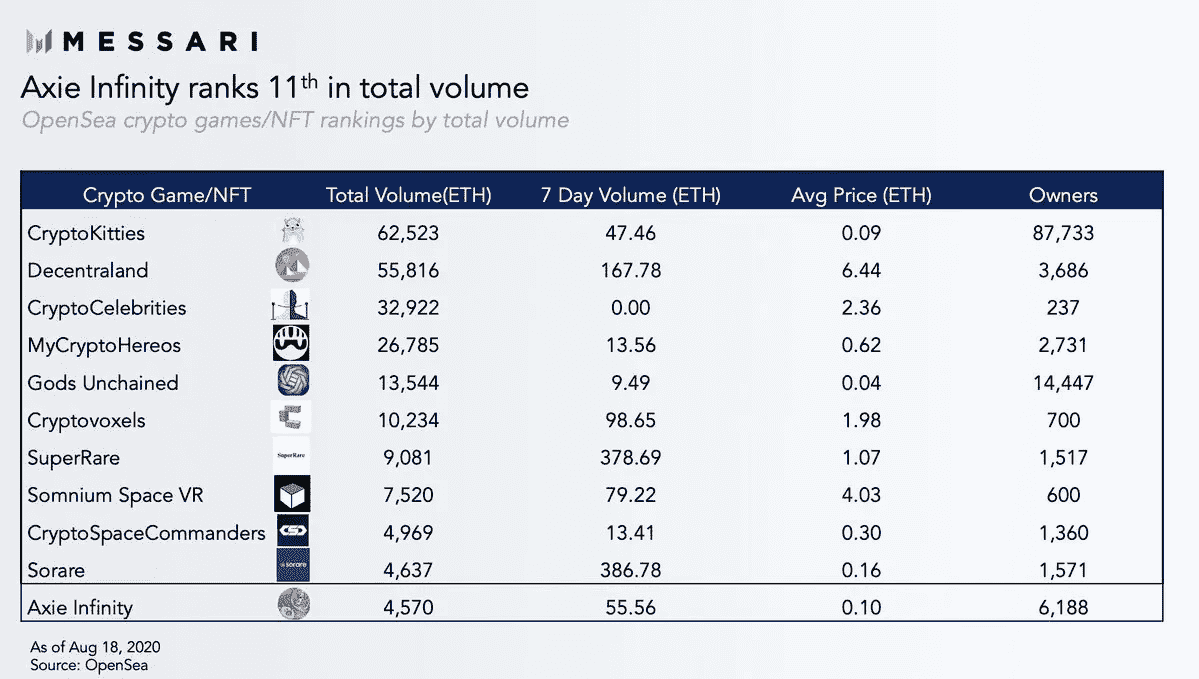 MESSARI
Axie Infinity ranks 11th in total volume
OpenSea crypto games/NFT rankings by total volume
Crypto Game/NFT Total Volume(ETH) 7 Day Volume (ETH) Avg Price (ETH) Owners
CryptoKitties 62,523 47.46 0.09 87,733
Decentraland 55,816 167.78 6.44 3,686
CryptoCelebrities 32,922 0.00 2.36 237
MyCryptoHereos 26,785 13.56 0.62 2,731
Gods Unchained 13,544 9.49 0.04 14,447
Cryptovoxels 10,234 98.65 1.98 700
SuperRare SuperRare 9,081 378.69 1.07 1,517
Somnium Space VR 7,520 79.22 4.03 600
CryptoSpaceCommanders CSC 4,969 13.41 0.30 1,360
Sorare sorare 4,637 386.78 0.16 1,571
Axie Infinity 4,570 55.56 0.10 6,188
As of Aug 18, 2020
Source: OpenSea